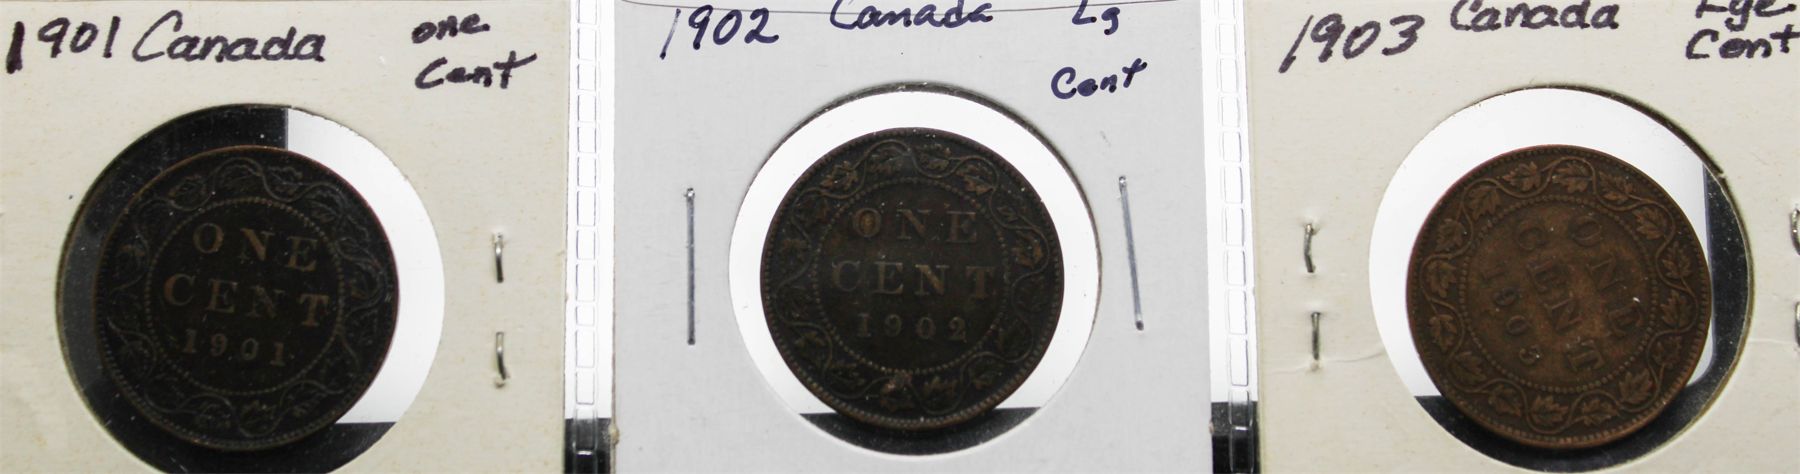 1901 Canada one
Cent
ONE
CENT
1901
1902 Canada Lg
Cent
ONE
CENT
1902
1903 Canada Lge
Cent
ONE
CENT
1903